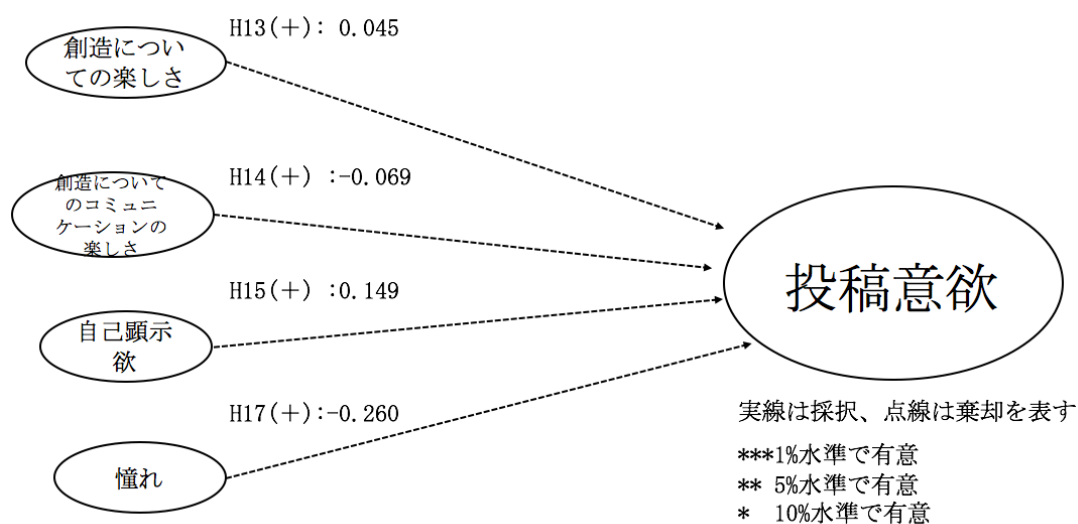 H13(＋): 0.045
創造につい
ての楽しさ
H14(＋) :-0.069
創造について
のコミュニ
ケーションの
楽しさ
H15(＋) :0.149
自己顕示
欲
H17(＋):-0.260
憧れ
投稿意欲
実線は採択、点線は棄却を表す
***1%水準で有意
** 5%水準で有意
* 10%水準で有意